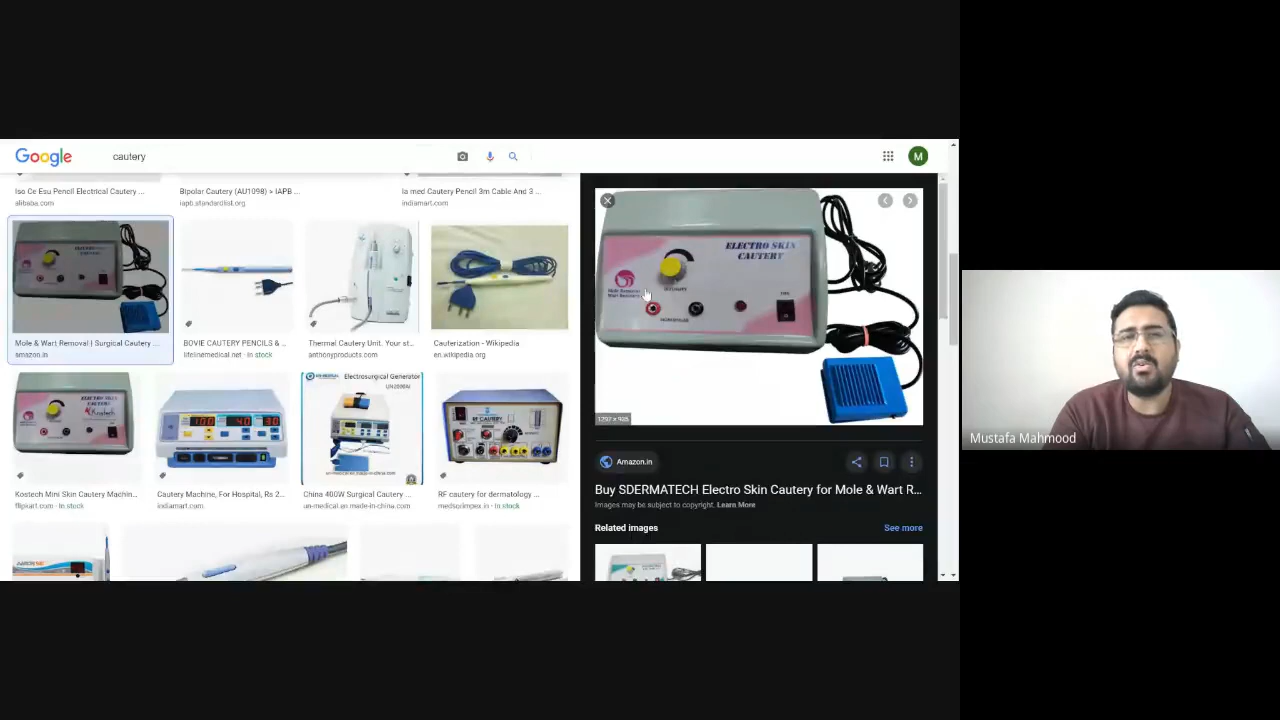 Google
cautery
M
Iso Ce Esu Pencil Electrical Cautery ...
alibaba.com
Bipolar Cautery (AU1098) » IAPB ...
iapb.standardlist.org
la med Cautery Pencil 3m Cable And 3 ...
indiamart.com
Mole & Wart Removal | Surgical Cautery ...
amazon.in
BOVIE CAUTERY PENCILS & ...
lifelinemedical.net · In stock
Thermal Cautery Unit. Your st...
anthonyproducts.com
Cauterization - Wikipedia
en.wikipedia.org
Electrosurgical Generator
RF CAUTERY
Kostech Mini Skin Cautery Machin...
flipkart.com · In stock
Cautery Machine, For Hospital, Rs 2...
indiamart.com
China 400W Surgical Cautery ...
un-medical.en.made-in-china.com
RF cautery for dermatology ...
medsorimpex.in · In stock
ELECTRO SKIN
CAUTERY
Amazon.in
Buy SDERMATECH Electro Skin Cautery for Mole & Wart R...
Images may be subject to copyright. Learn More
Related images
See more
Mustafa Mahmood